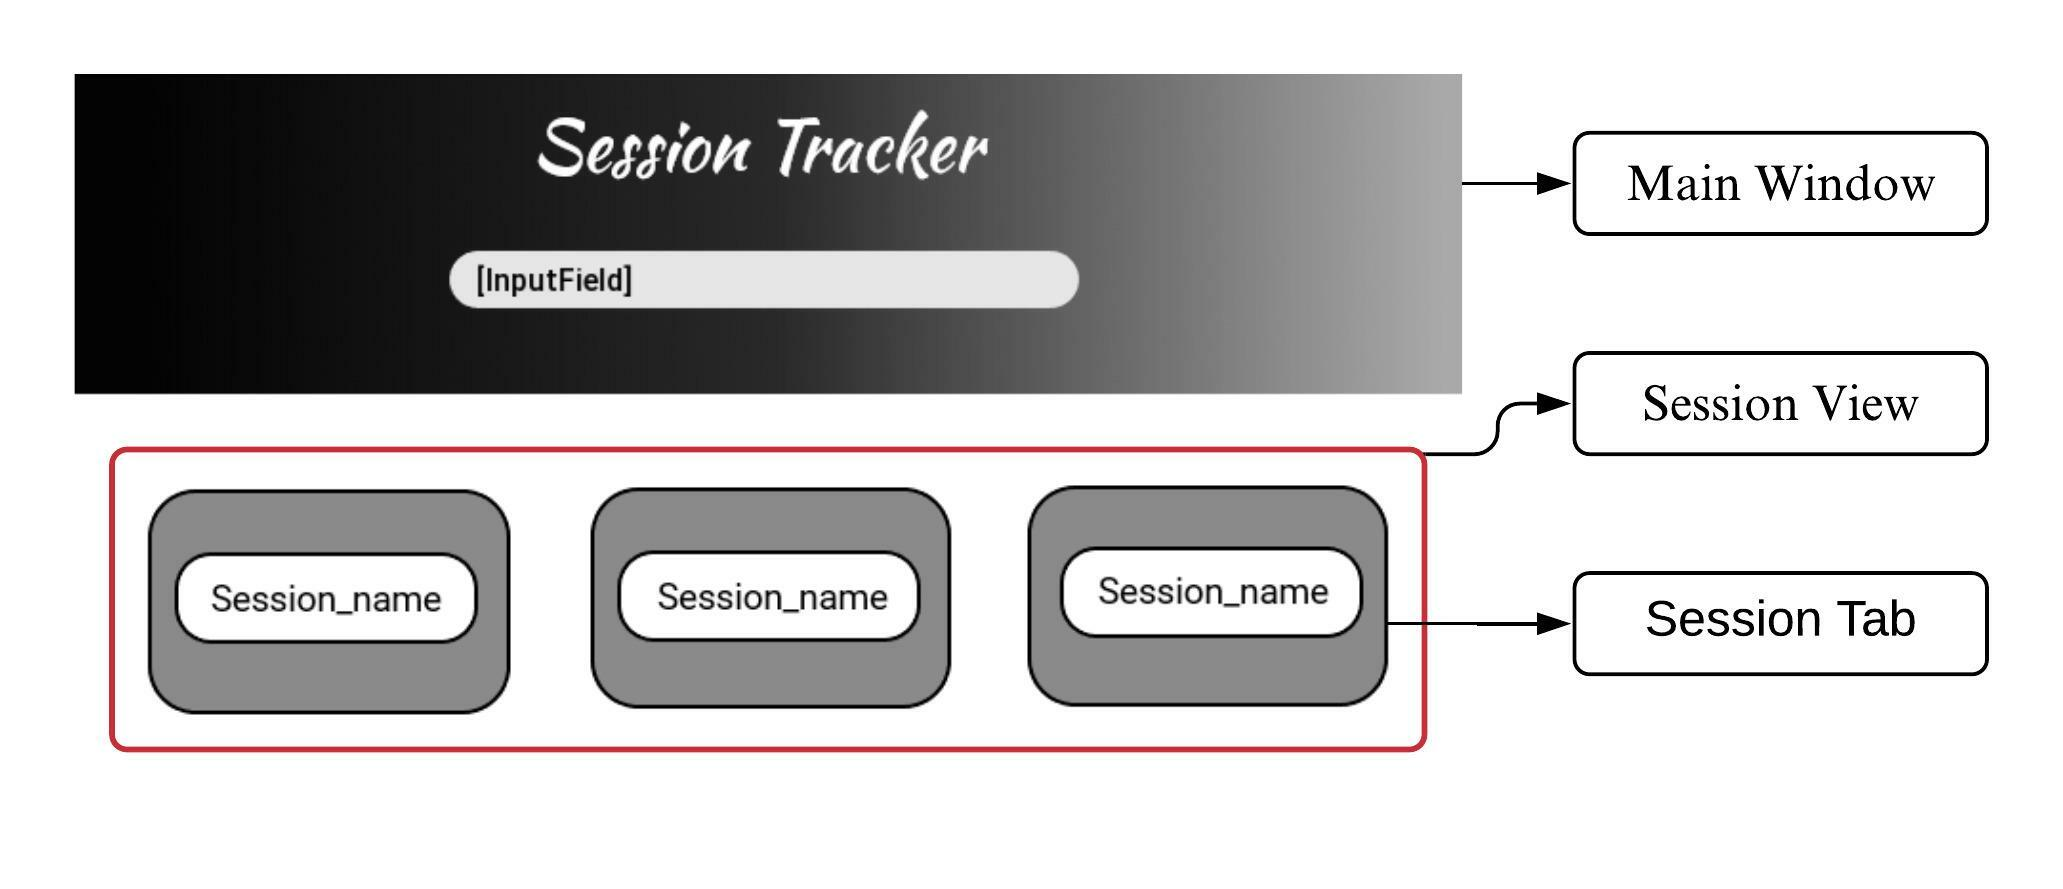 Session Tracker
[InputField]
Main Window
Session View
Session_name
Session_name
Session_name
Session Tab